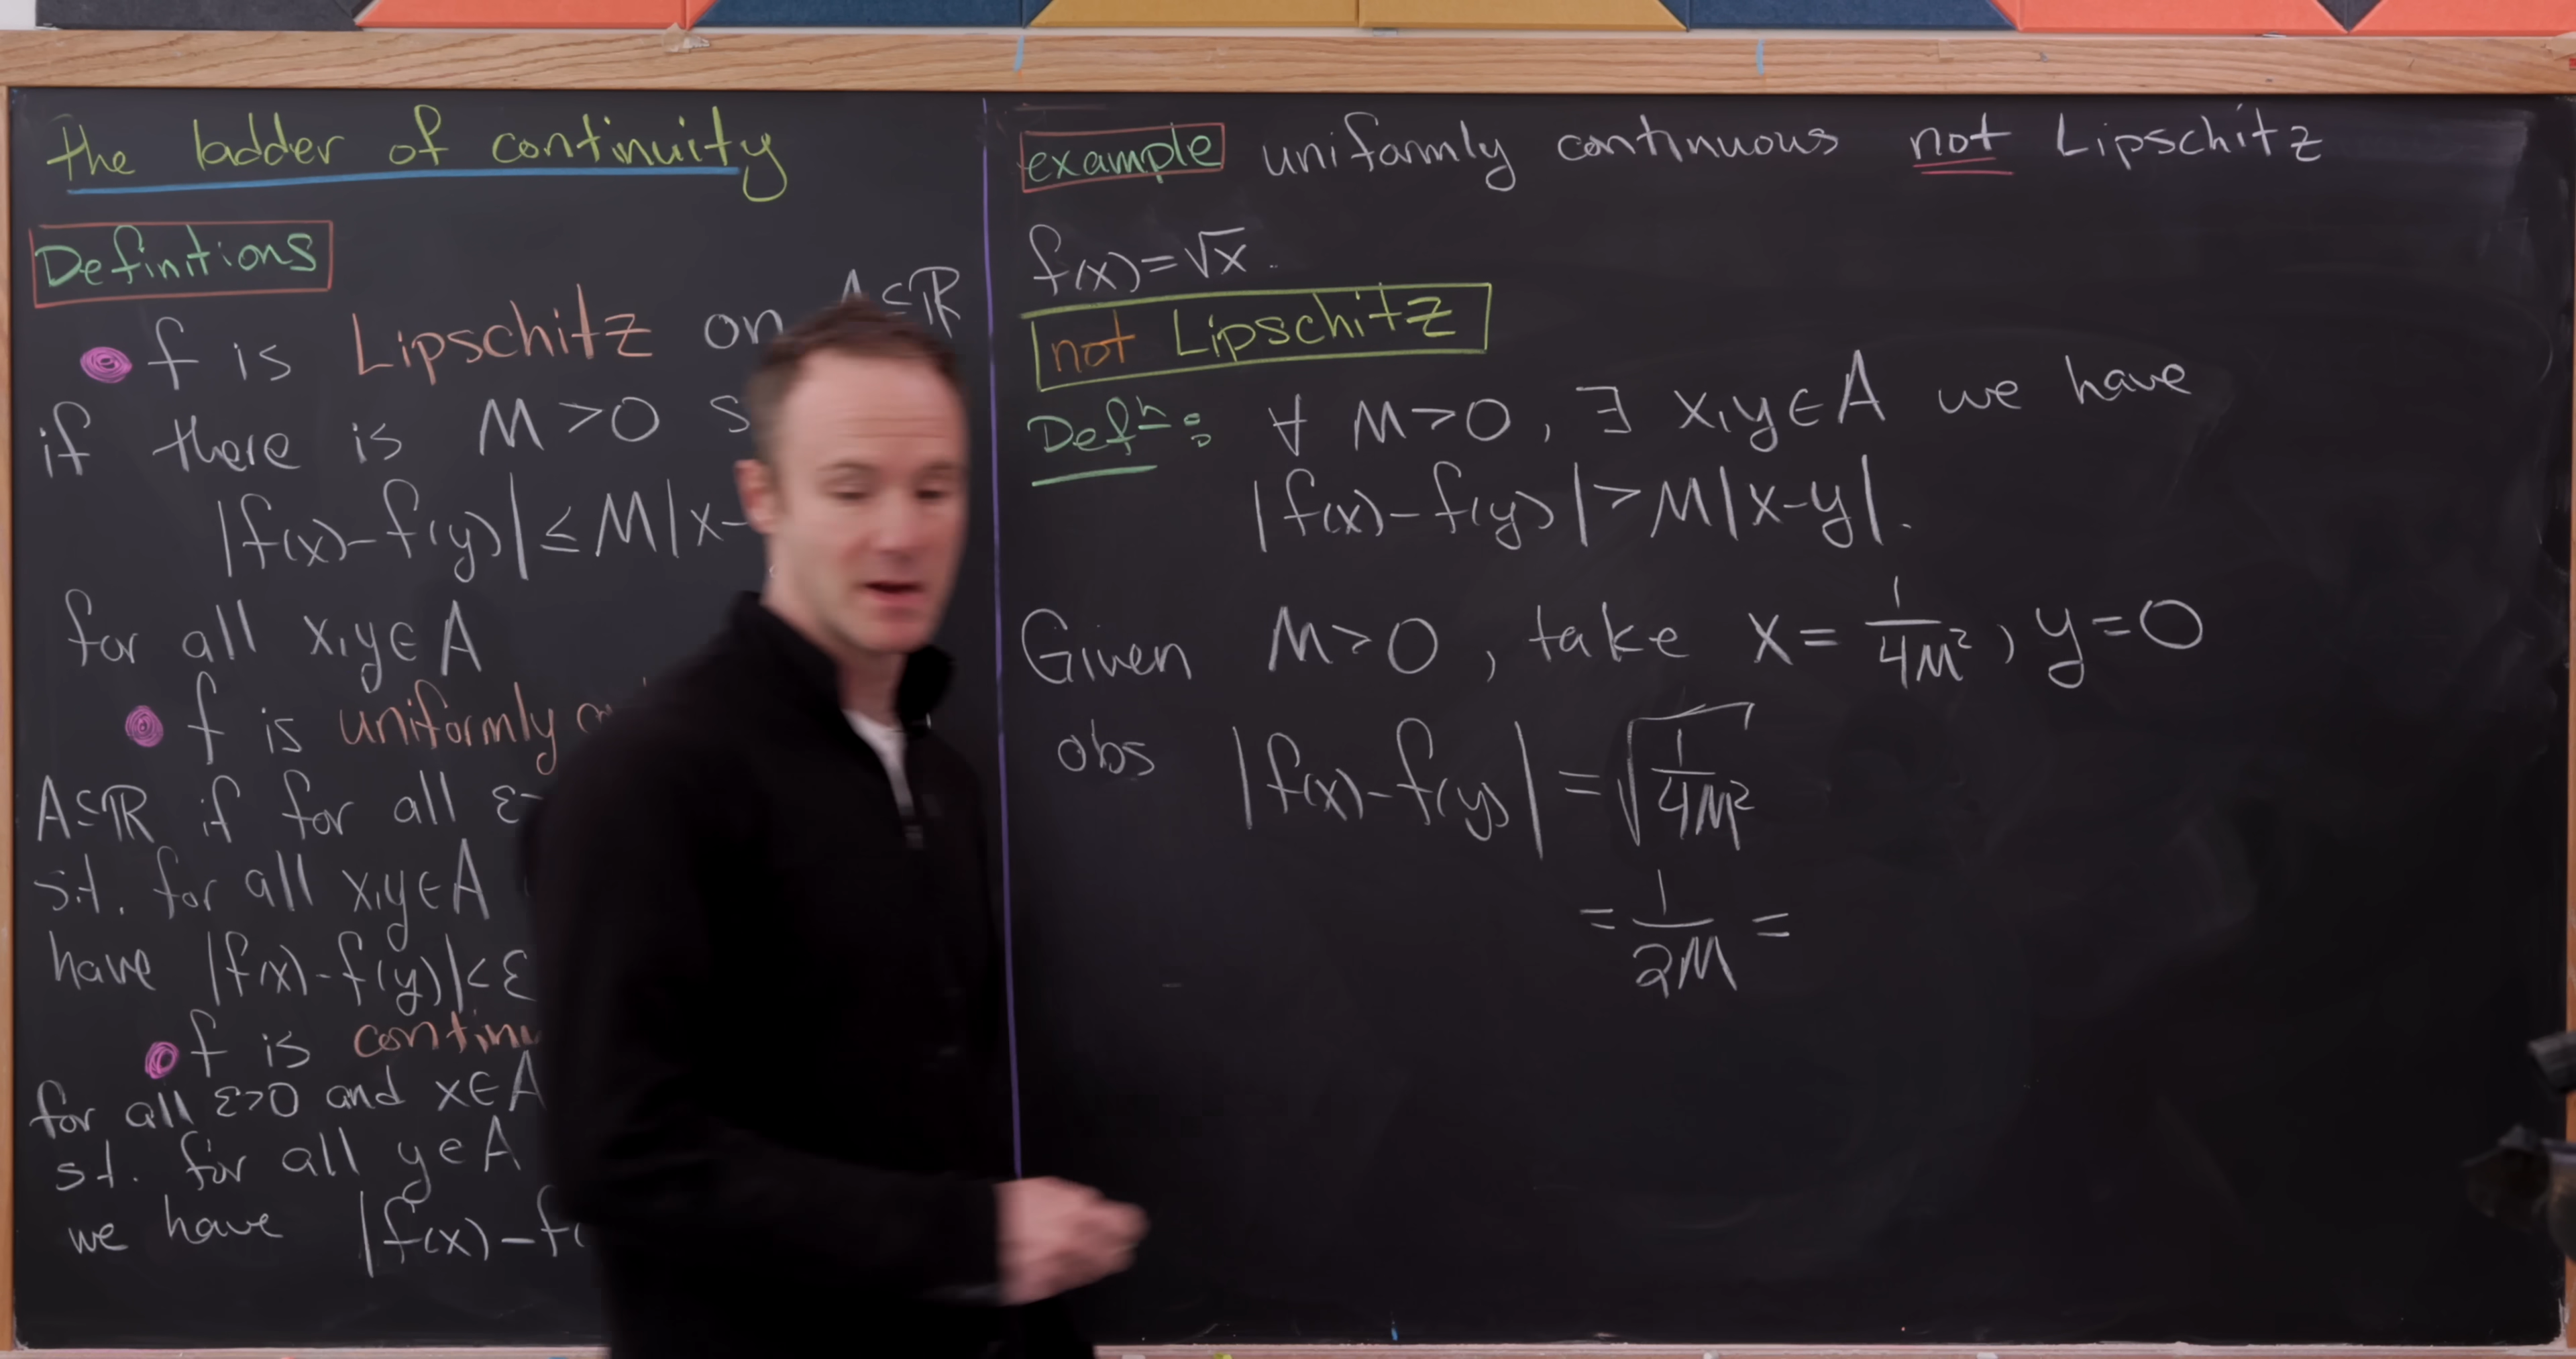 the ladder of continuity
Definitions
f is Lipschitz on A⊆ℝ
if there is M>0 s
|f(x)-f(y)|≤M|x-
for all x,y∈A
f is uniformly
A⊆ℝ if for all ε
s.t. for all x,y∈A
have |f(x)-f(y)|<ε
f is continu
for all ε>0 and x∈A
s.t. for all y∈A
we have |f(x)-f(
example uniformly continuous not Lipschitz
f(x)=√x.
not Lipschitz
Defⁿ: ∀ M>0, ∃ x,y∈A we have
|f(x)-f(y)|>M|x-y|.
Given M>0, take x= 1/4M², y=0
obs |f(x)-f(y)| = √(1/4M²)
= 1/2M =